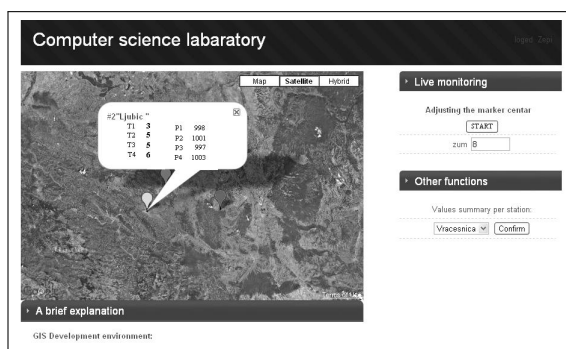 Computer science labaratory
Map Satellite Hybrid
#2"Ljubic "
T1 3 P1 998
T2 5 P2 1001
T3 5 P3 997
T4 6 P4 1003
Live monitoring
Adjusting the marker centar
START
zum 8
Other functions
Values summary per station:
Vracesnica Confirm
A brief explanation
GIS Development environment: